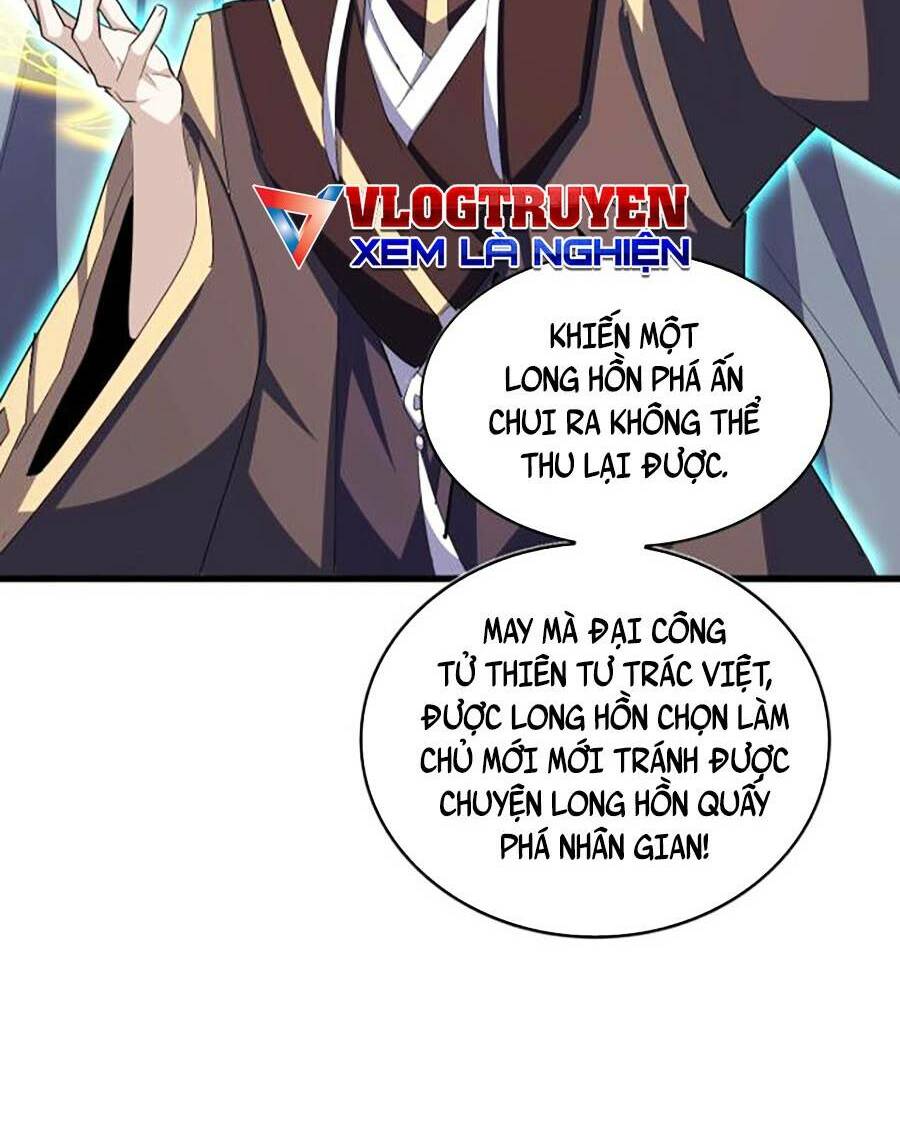 VLOGTRUYEN
XEM LÀ NGHIỆN
KHIẾN MỘT
LONG HỒN PHÁ ẤN
CHUI RA KHÔNG THỂ
THU LẠI ĐƯỢC.
MAY MÀ ĐẠI CÔNG
TỬ THIÊN TƯ TRÁC VIỆT,
ĐƯỢC LONG HỒN CHỌN LÀM
CHỦ MỚI MỚI TRÁNH ĐƯỢC
CHUYỆN LONG HỒN QUẤY
PHÁ NHÂN GIAN!